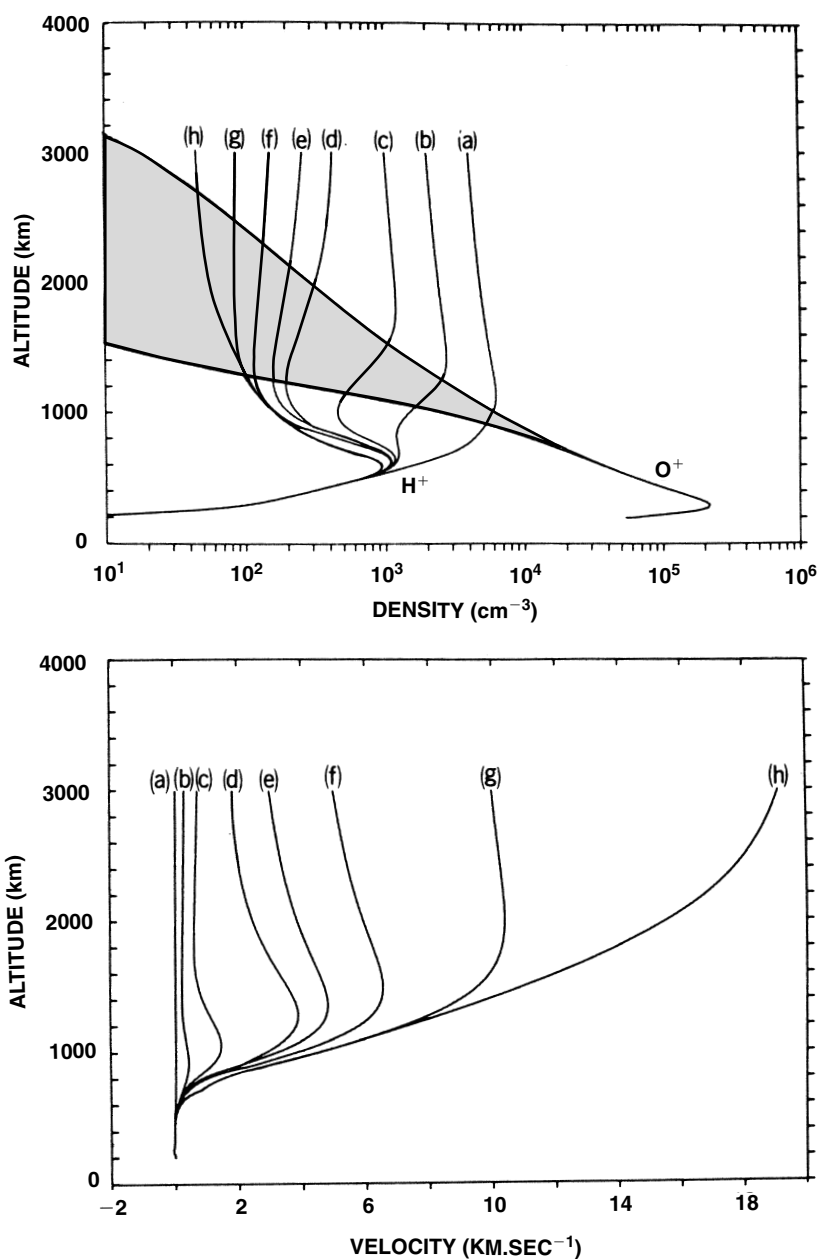 4000
3000
2000
1000
0
ALTITUDE (km)
(h) (g) (f) (e) (d) (c) (b) (a)
O+
H+
10¹ 10² 10³ 10⁴ 10⁵ 10⁶
DENSITY (cm⁻³)
4000
3000
2000
1000
0
ALTITUDE (km)
(a) (b) (c) (d) (e) (f) (g) (h)
−2 2 6 10 14 18
VELOCITY (KM.SEC⁻¹)